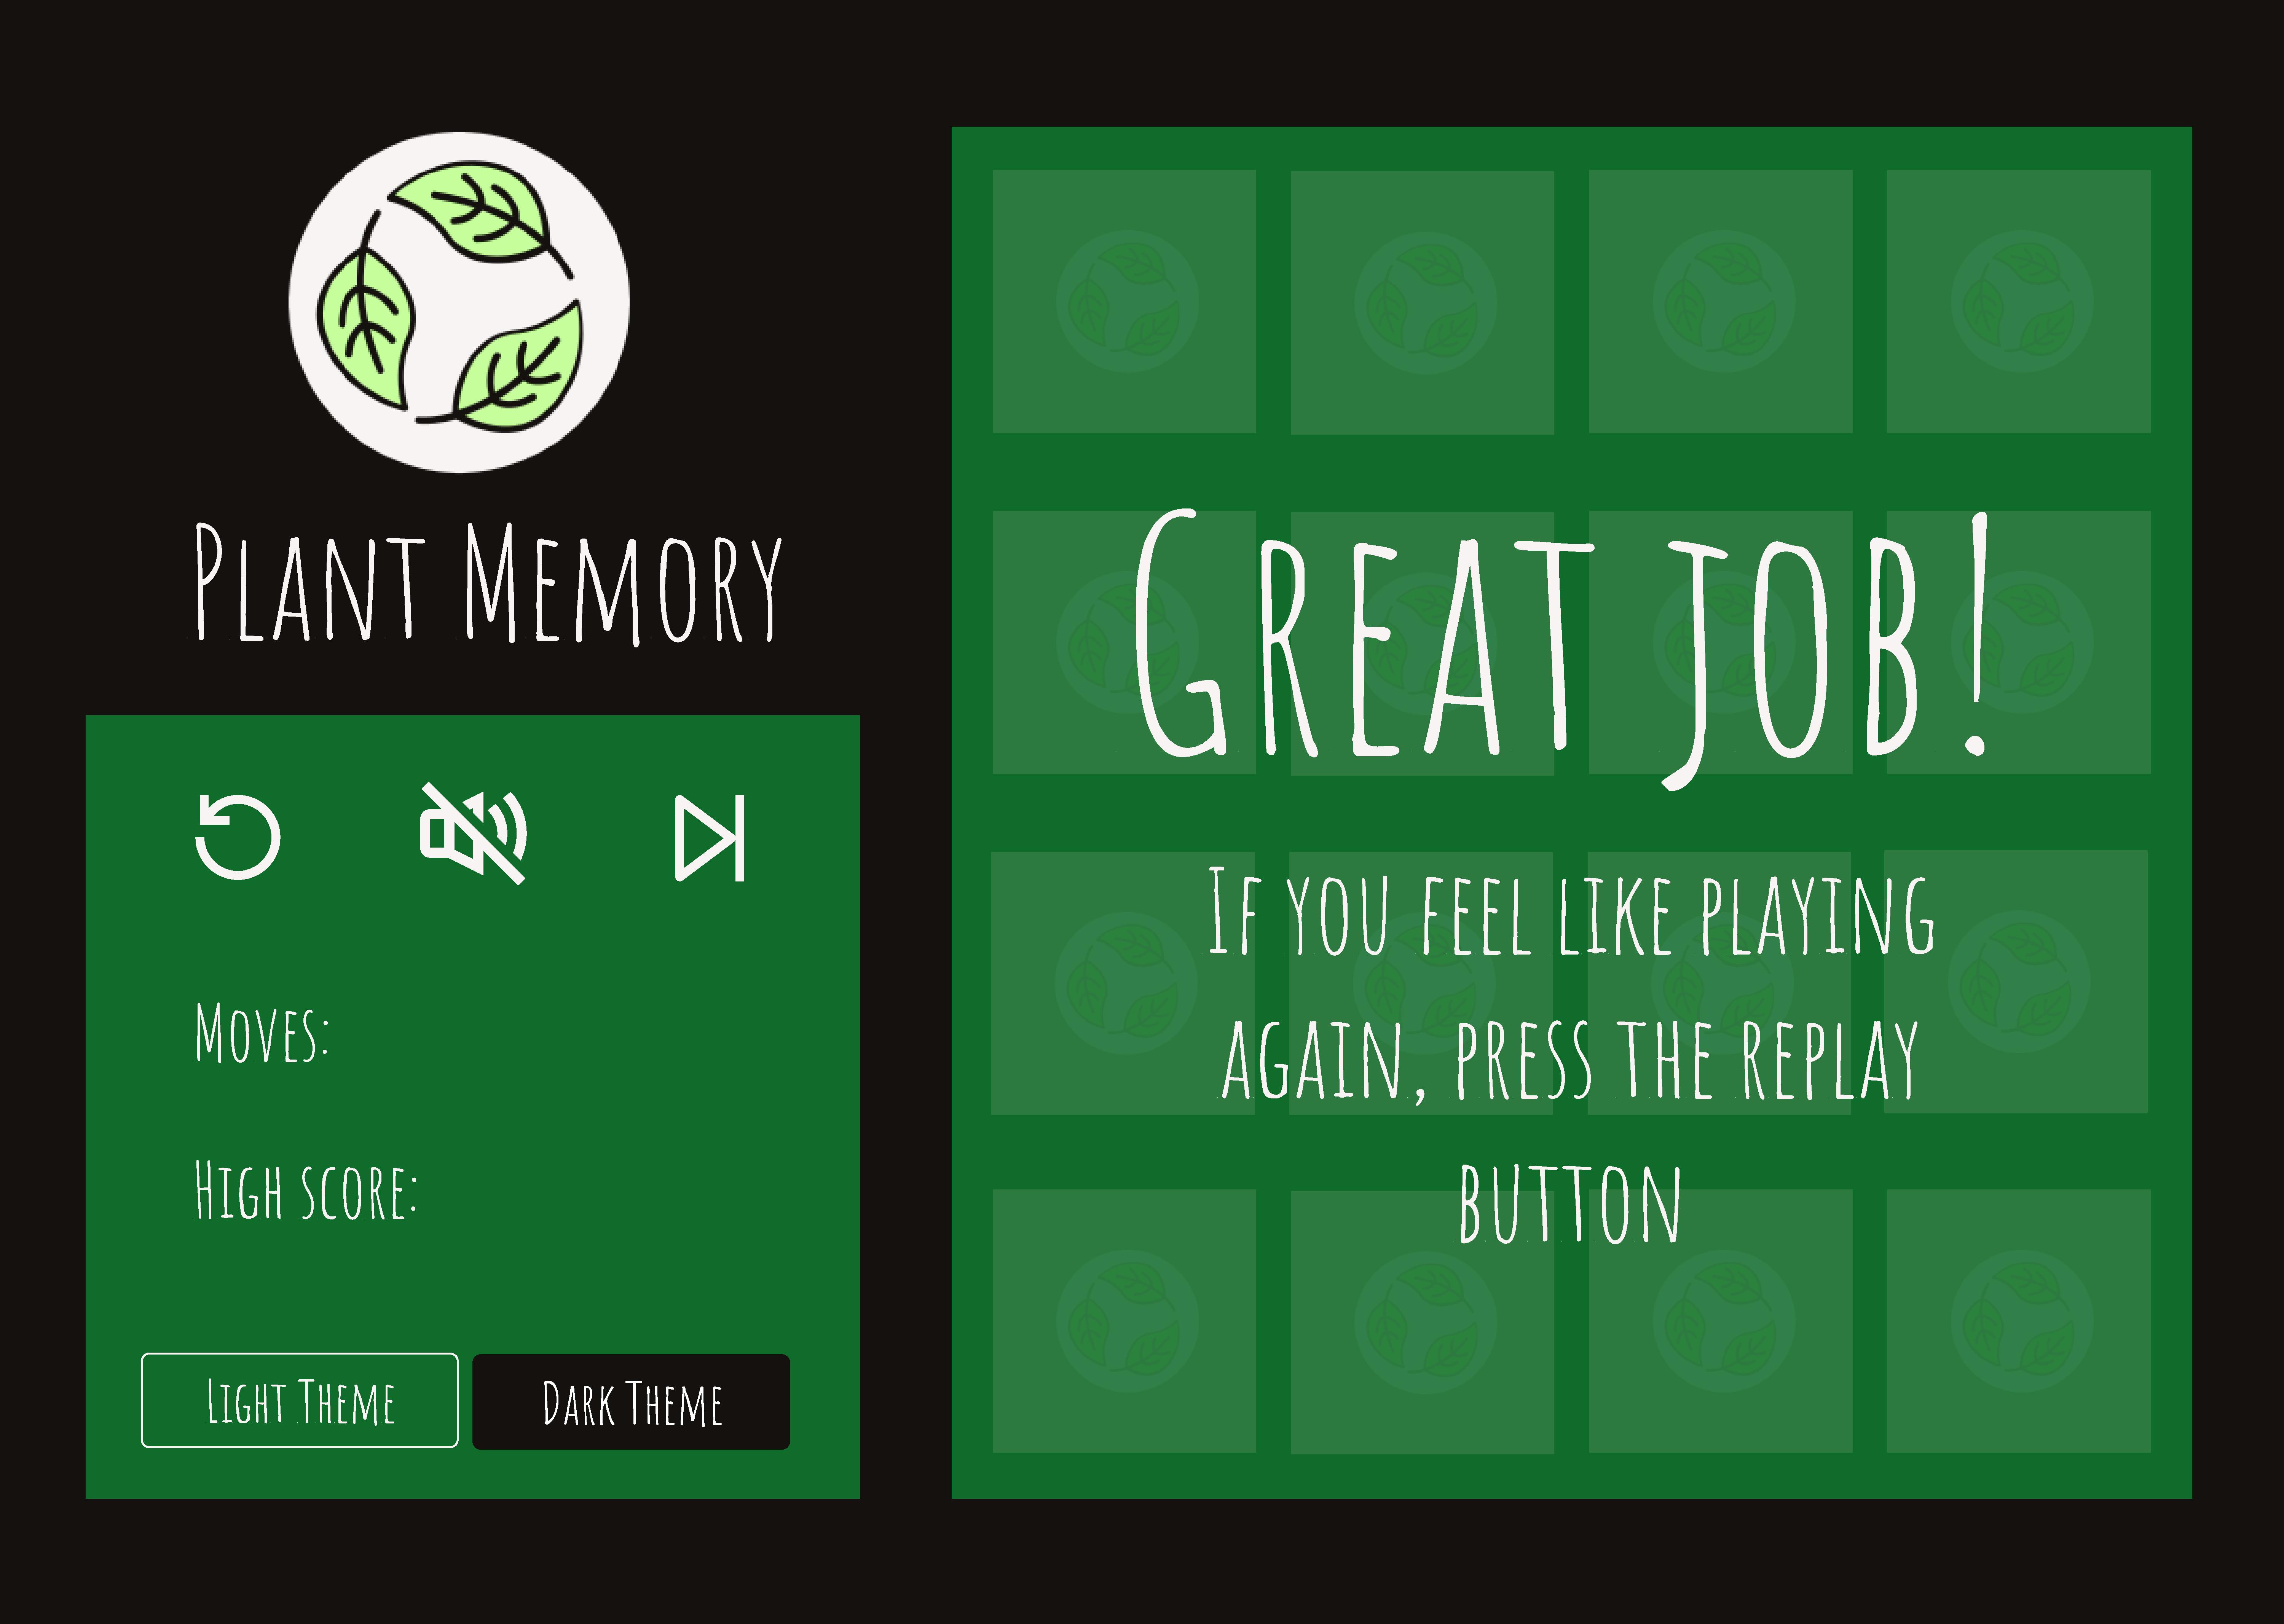 Plant Memory
Moves:
High score:
Light Theme
Dark Theme
Great job!
If you feel like playing
again, press the replay
button